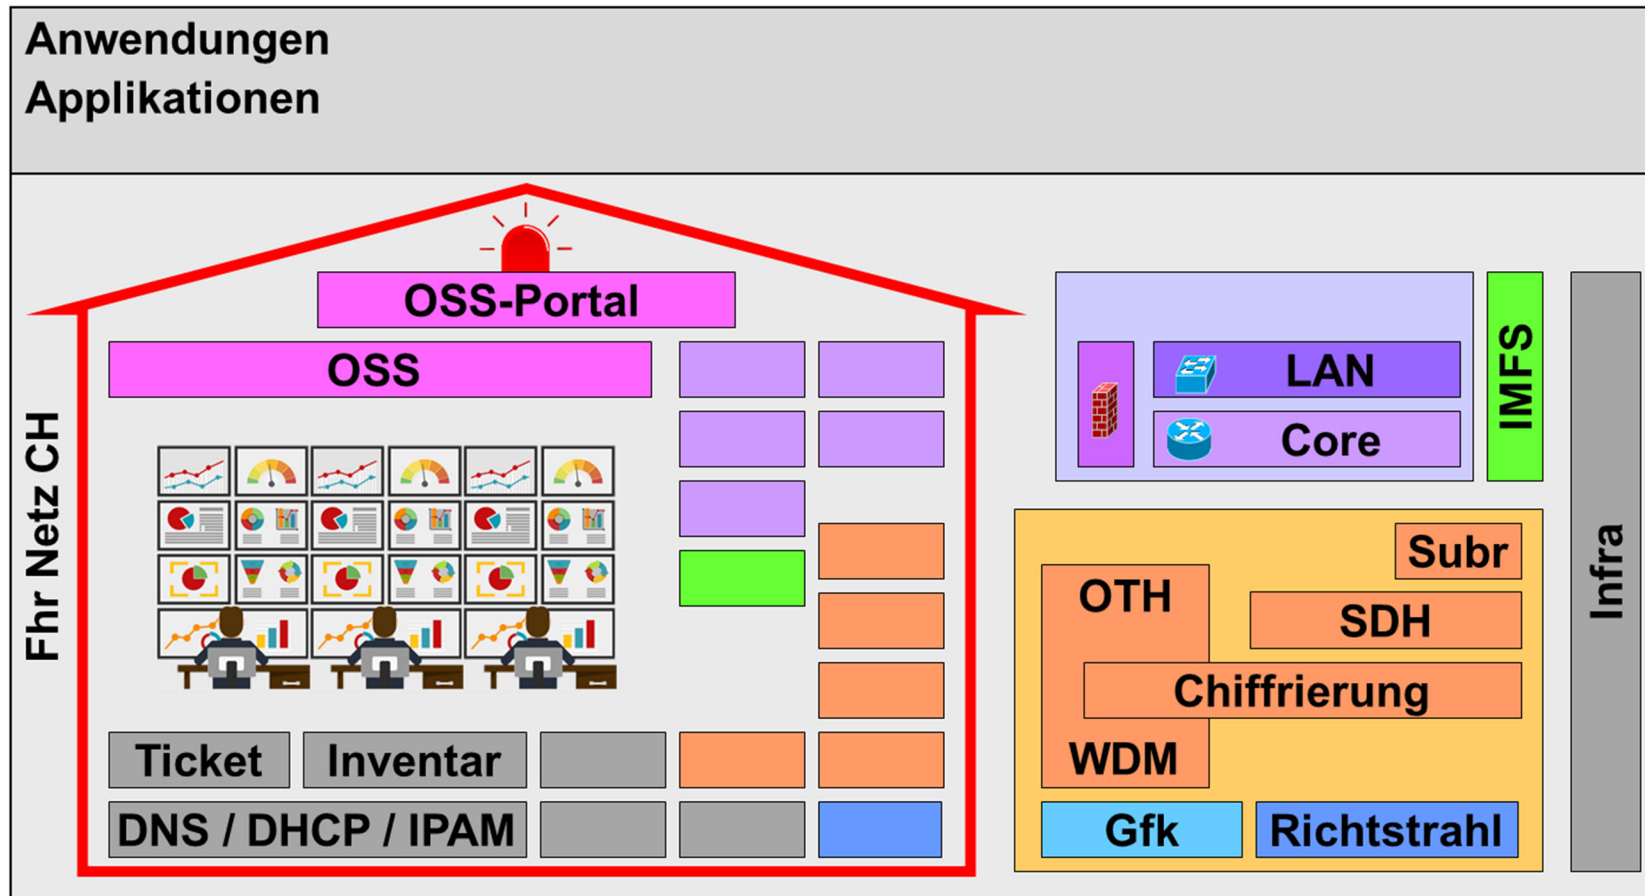 Anwendungen
Applikationen
Fhr Netz CH
OSS-Portal
OSS
Ticket
Inventar
DNS / DHCP / IPAM
LAN
Core
IMFS
Subr
OTH
SDH
Chiffrierung
WDM
Gfk
Richtstrahl
Infra